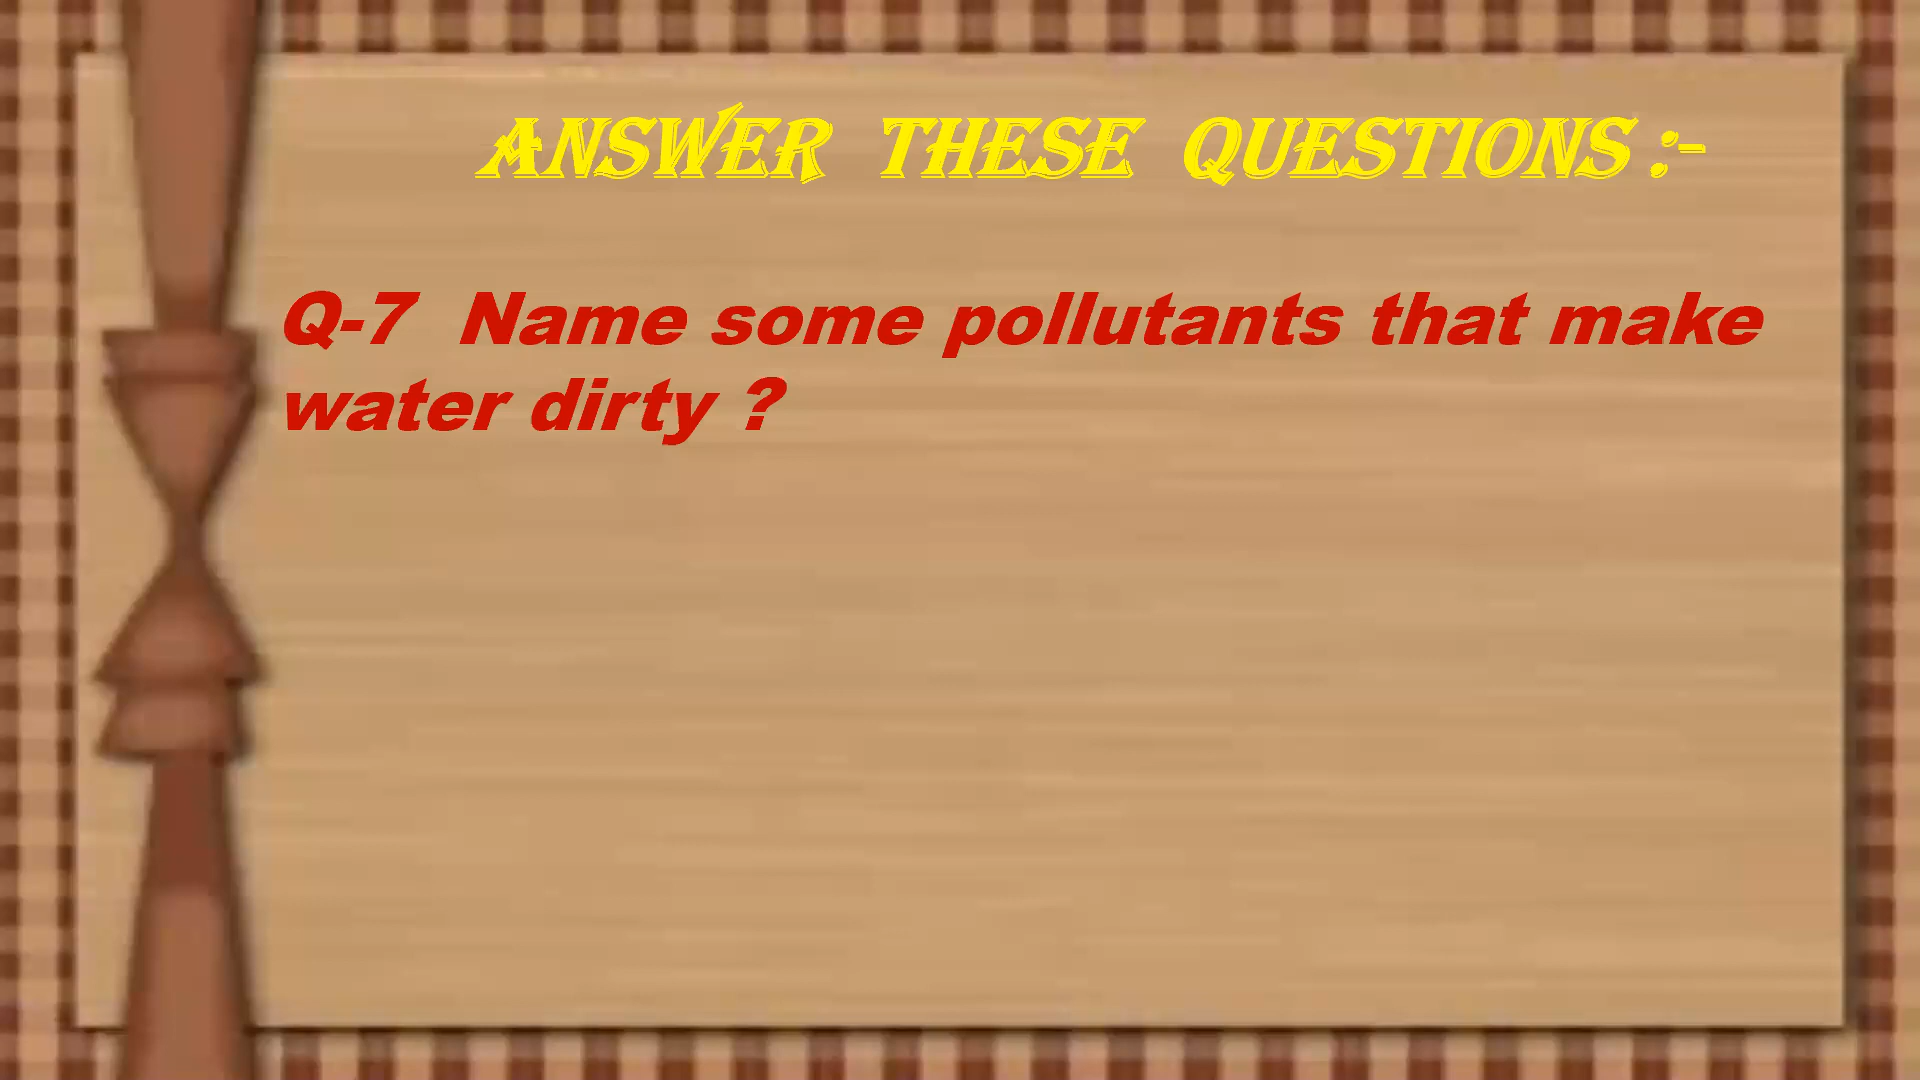 ANSWER THESE QUESTIONS :-
Q-7 Name some pollutants that make
water dirty ?